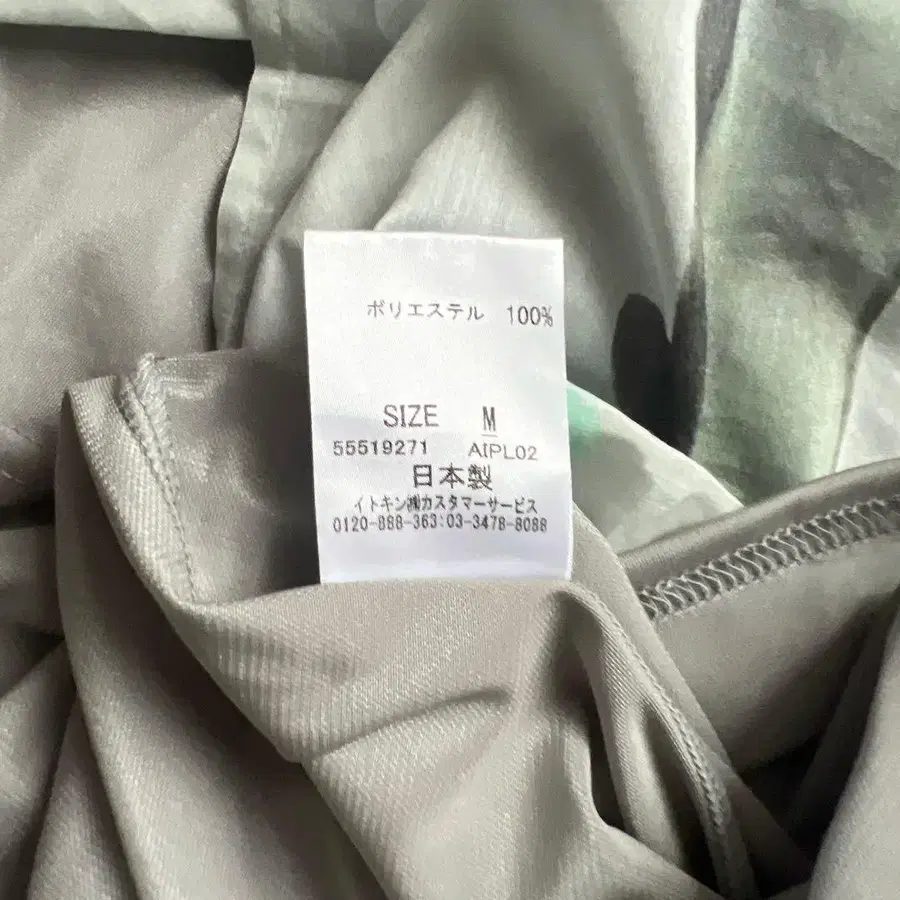 ポリエステル 100%
SIZE M
55519271 AIPL02
日本製
イトキン㈱カスタマーサービス
0120-888-363:03-3478-8088